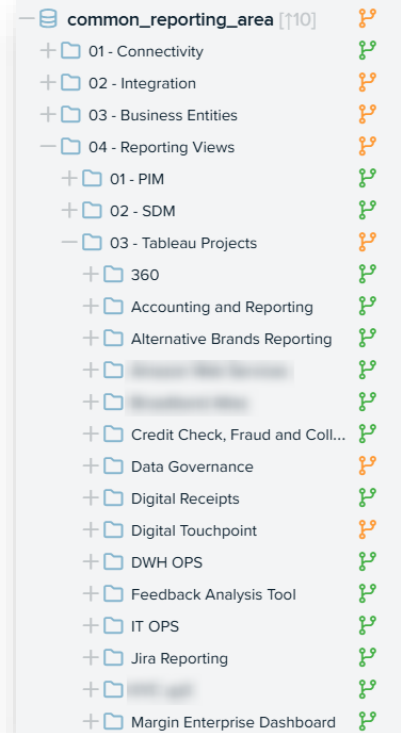 common_reporting_area [↑10]
01 - Connectivity
02 - Integration
03 - Business Entities
04 - Reporting Views
01 - PIM
02 - SDM
03 - Tableau Projects
360
Accounting and Reporting
Alternative Brands Reporting
Credit Check, Fraud and Coll...
Data Governance
Digital Receipts
Digital Touchpoint
DWH OPS
Feedback Analysis Tool
IT OPS
Jira Reporting
Margin Enterprise Dashboard